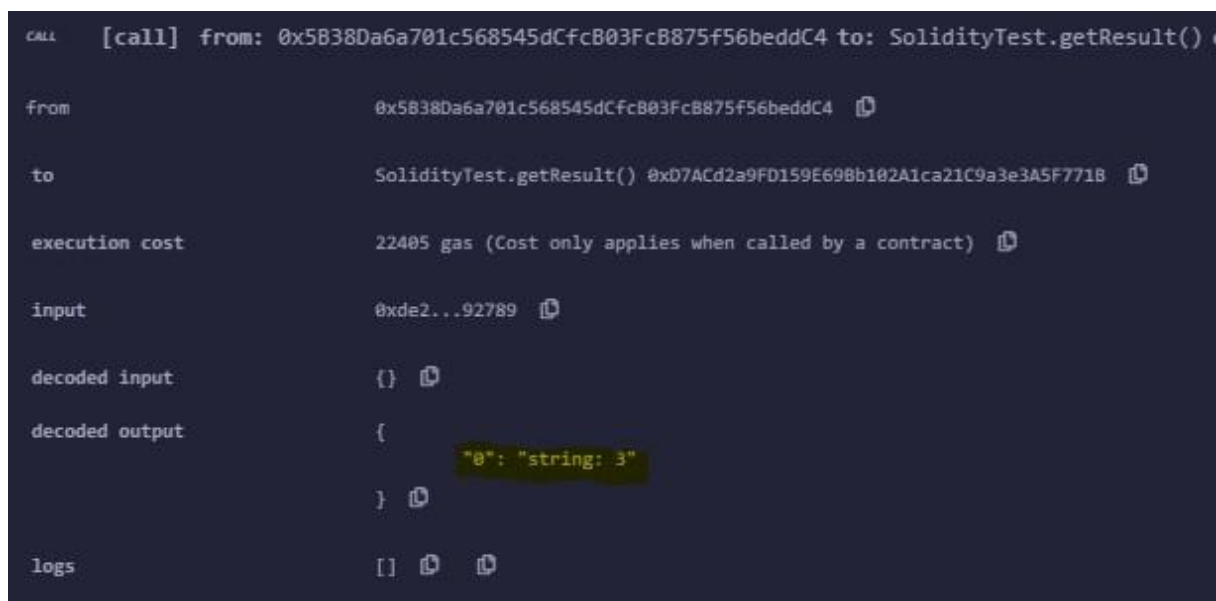 CALL [call] from: 0x5B38Da6a701c568545dCfcB03FcB875f56beddC4 to: SolidityTest.getResult()
from 0x5B38Da6a701c568545dCfcB03FcB875f56beddC4
to SolidityTest.getResult() 0xD7ACd2a9FD159E69Bb102A1ca21C9a3e3A5F771B
execution cost 22405 gas (Cost only applies when called by a contract)
input 0xde2...92789
decoded input {}
decoded output {
"0": "string: 3"
}
logs []